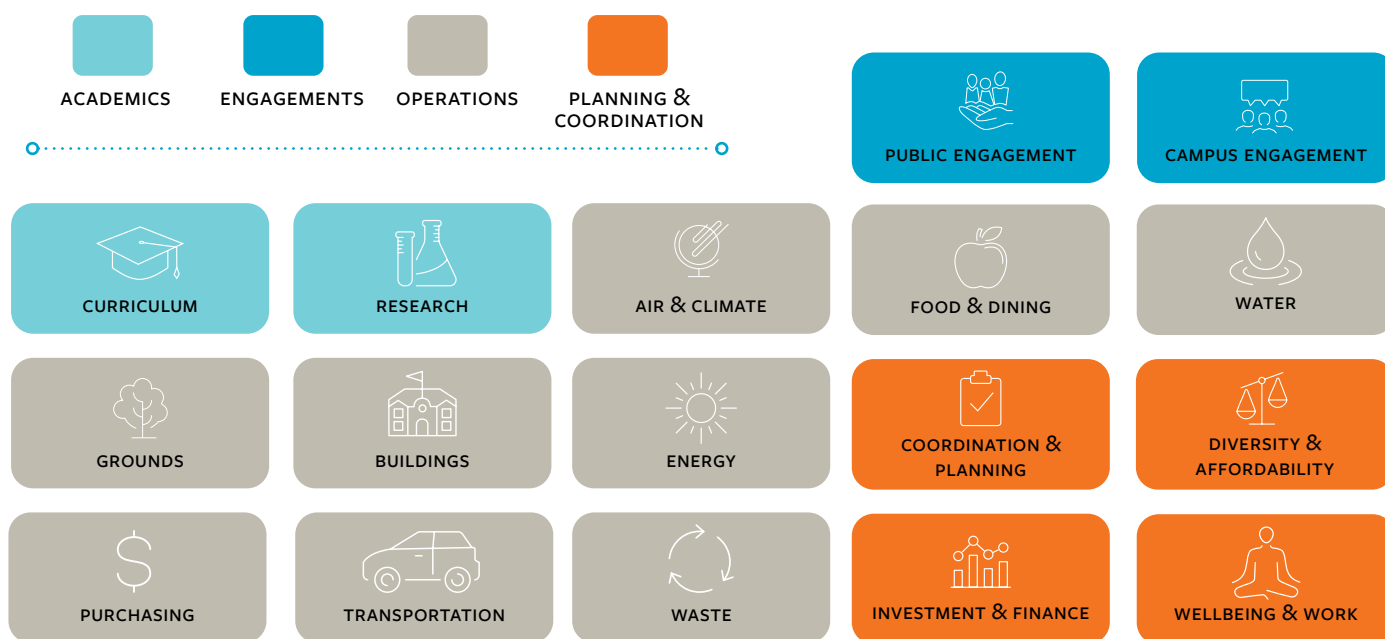 ACADEMICS
ENGAGEMENTS
OPERATIONS
PLANNING &
COORDINATION
PUBLIC ENGAGEMENT
CAMPUS ENGAGEMENT
CURRICULUM
RESEARCH
AIR & CLIMATE
FOOD & DINING
WATER
GROUNDS
BUILDINGS
ENERGY
COORDINATION &
PLANNING
DIVERSITY &
AFFORDABILITY
$
PURCHASING
TRANSPORTATION
WASTE
INVESTMENT & FINANCE
WELLBEING & WORK